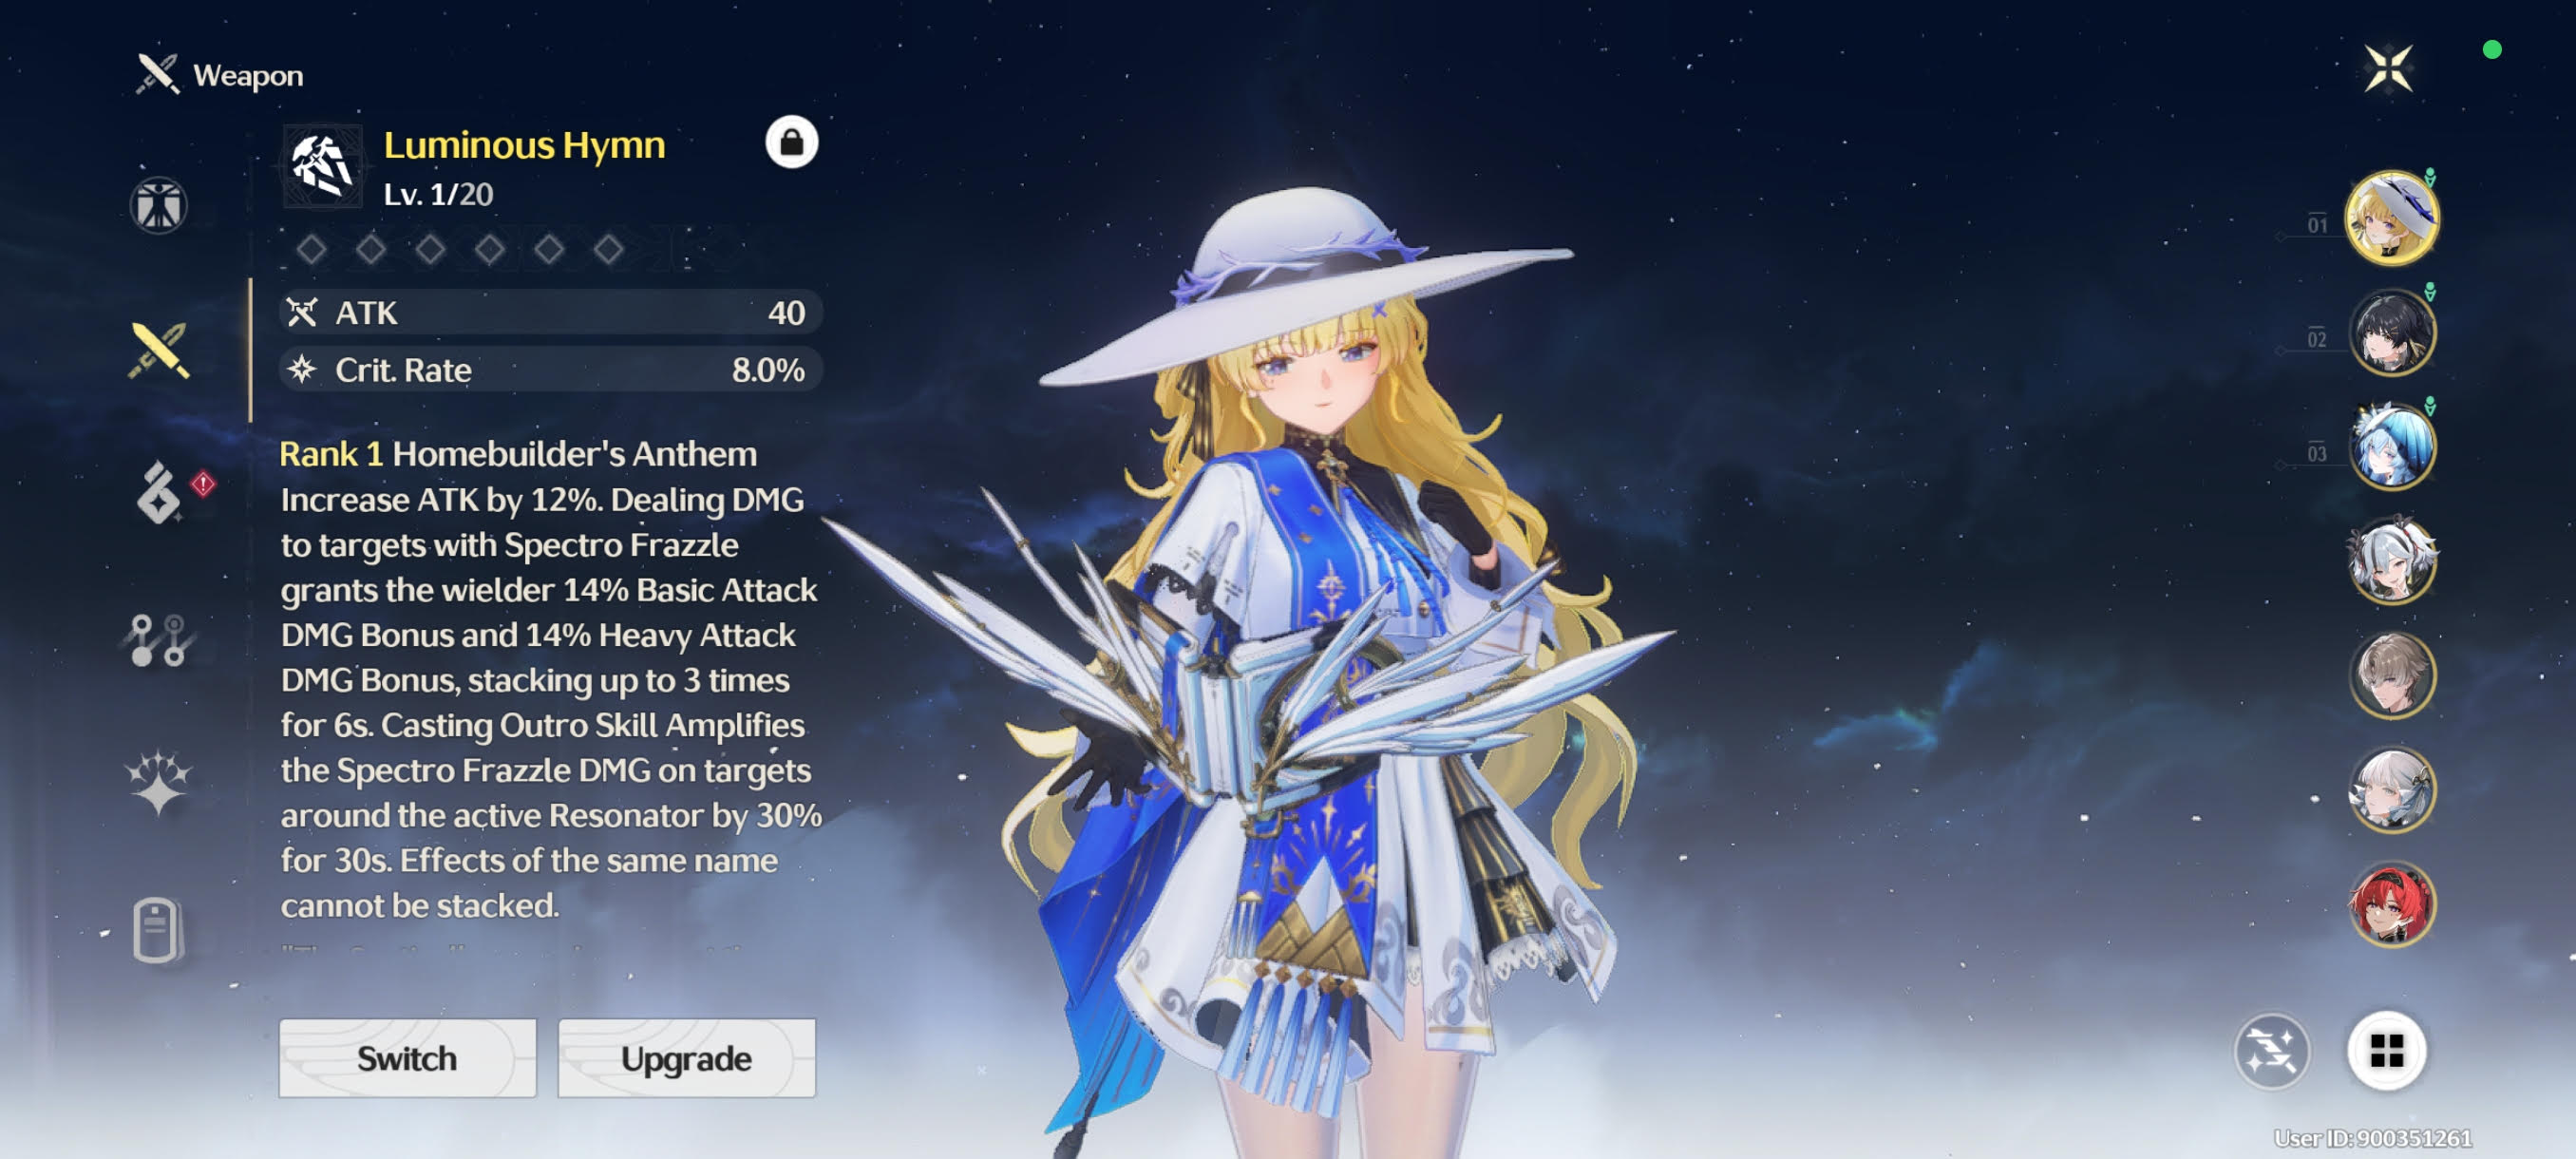 Weapon
Luminous Hymn
Lv. 1/20
ATK 40
Crit. Rate 8.0%
Rank 1 Homebuilder's Anthem
Increase ATK by 12%. Dealing DMG
to targets with Spectro Frazzle
grants the wielder 14% Basic Attack
DMG Bonus and 14% Heavy Attack
DMG Bonus, stacking up to 3 times
for 6s. Casting Outro Skill Amplifies
the Spectro Frazzle DMG on targets
around the active Resonator by 30%
for 30s. Effects of the same name
cannot be stacked.
Switch
Upgrade
01
02
03
User ID:900351261